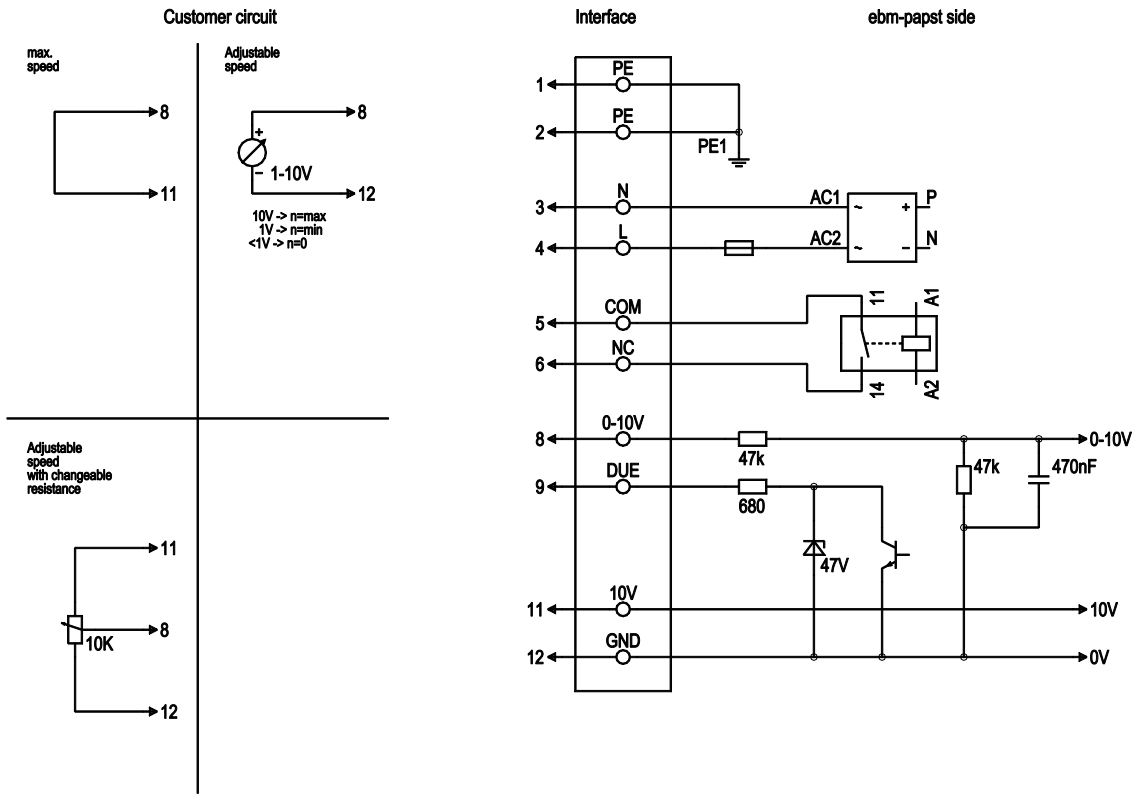 Customer circuit
Interface
ebm-papst side
max.
speed
8
11
Adjustable
speed
8
+
1-10V
-
12
10V -> n=max
1V -> n=min
<1V -> n=0
Adjustable
speed
with changeable
resistance
11
8
10K
12
1
PE
2
PE
PE1
3
N
AC1
~
+
P
4
L
AC2
~
-
N
5
COM
11
A1
6
NC
14
A2
8
0-10V
47k
47k
470nF
0-10V
9
DUE
680
47V
11
10V
10V
12
GND
0V